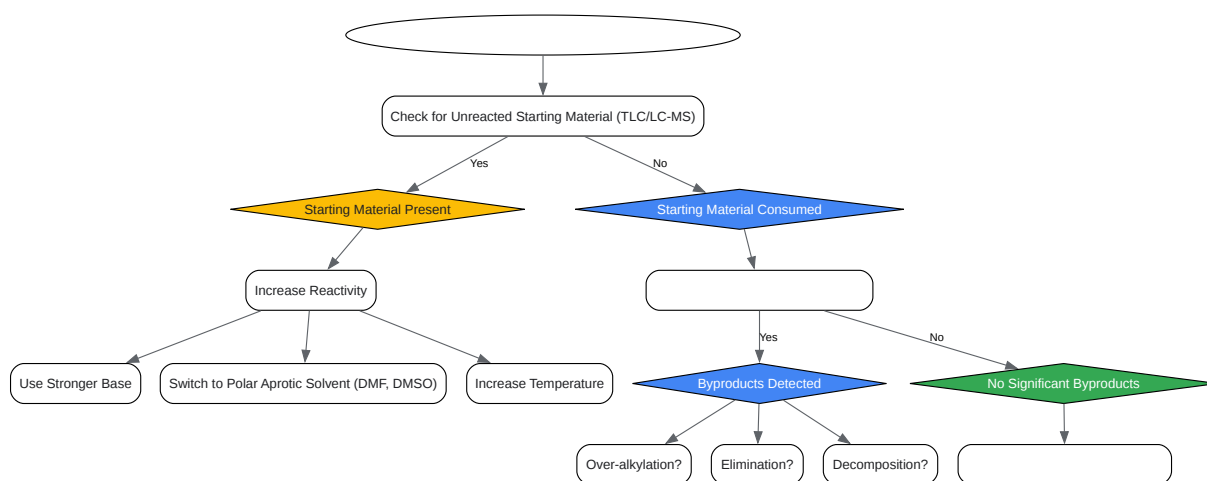 Check for Unreacted Starting Material (TLC/LC-MS)
Yes
No
Starting Material Present
Starting Material Consumed
Increase Reactivity
Yes
No
Use Stronger Base
Switch to Polar Aprotic Solvent (DMF, DMSO)
Increase Temperature
Byproducts Detected
No Significant Byproducts
Over-alkylation?
Elimination?
Decomposition?